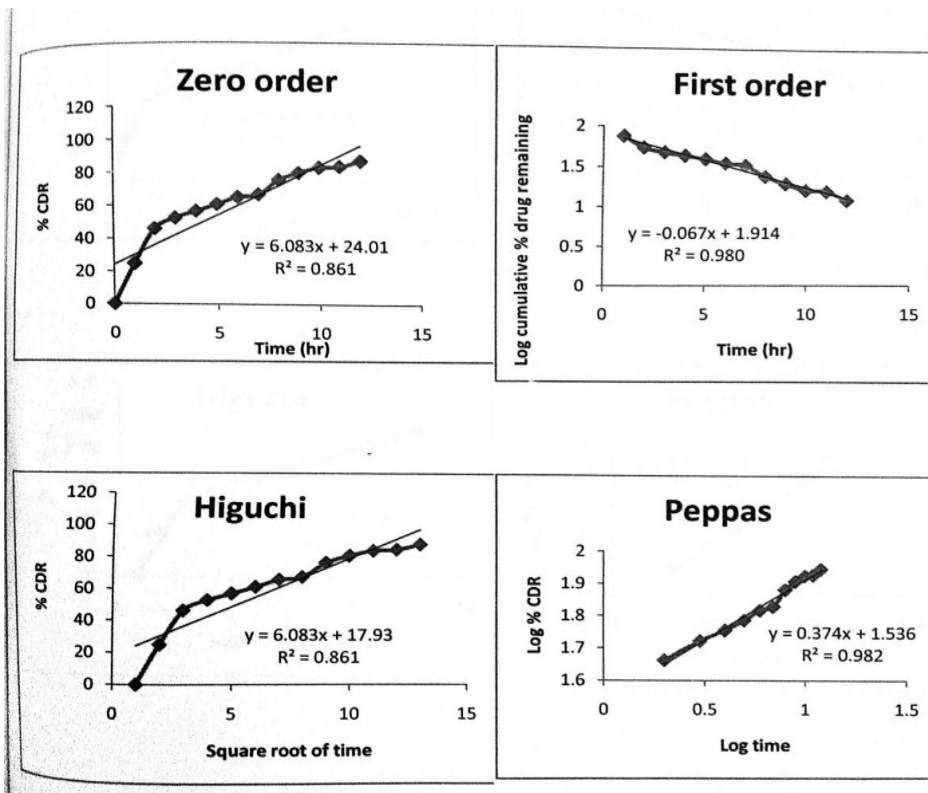 Zero order
120
100
80
60
40
20
0
% CDR
y = 6.083x + 24.01
R² = 0.861
0 5 10 15
Time (hr)
First order
2
1.5
1
0.5
0
Log cumulative % drug remaining
y = -0.067x + 1.914
R² = 0.980
0 5 10 15
Time (hr)
Higuchi
120
100
80
60
40
20
0
% CDR
y = 6.083x + 17.93
R² = 0.861
0 5 10 15
Square root of time
Peppas
2
1.9
1.8
1.7
1.6
Log % CDR
y = 0.374x + 1.536
R² = 0.982
0 0.5 1 1.5
Log time